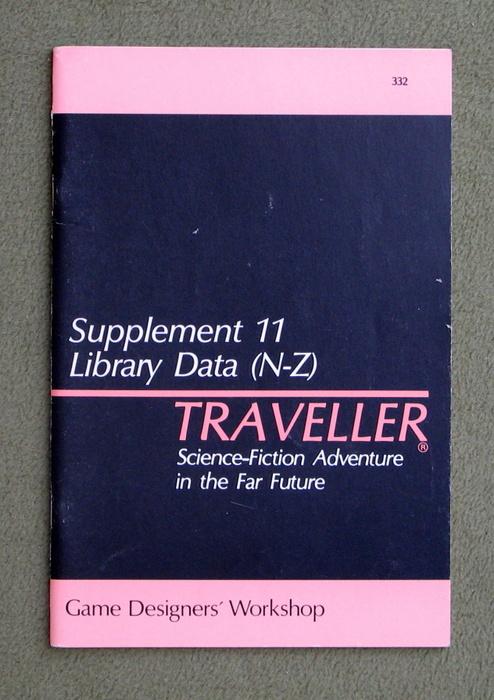 332
Supplement 11
Library Data (N-Z)
TRAVELLER®
Science-Fiction Adventure
in the Far Future
Game Designers' Workshop